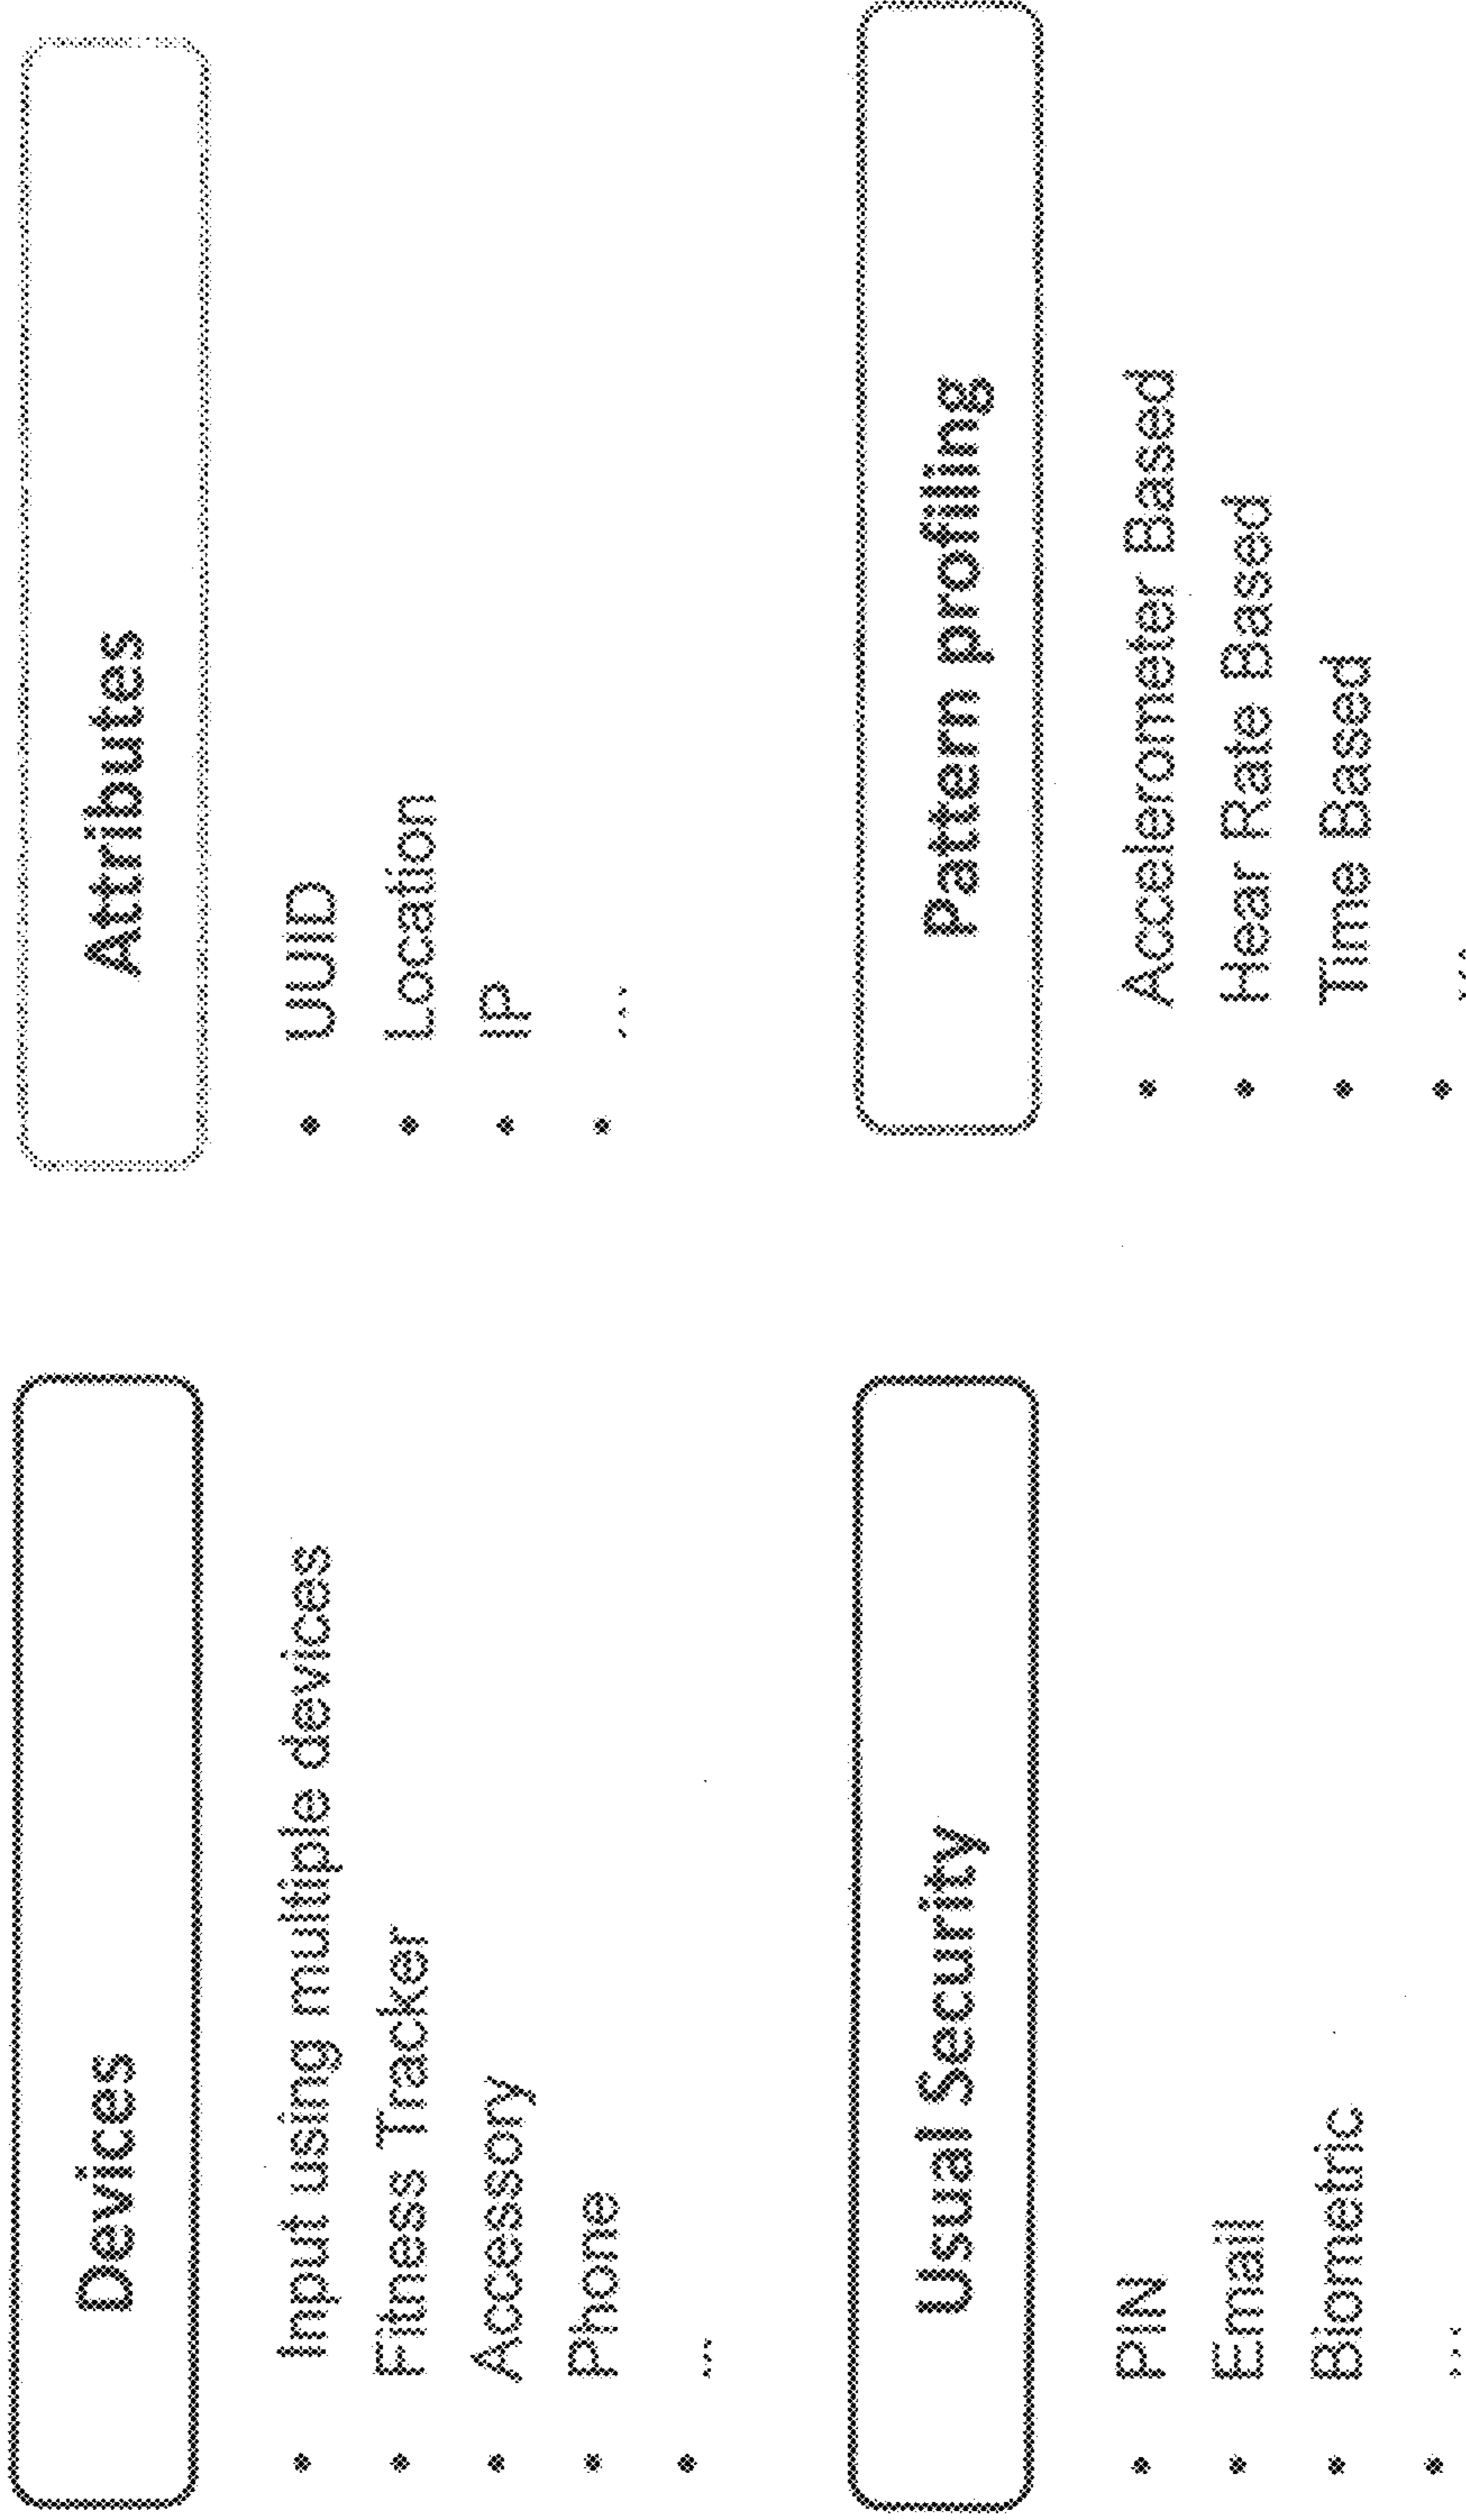 Devices
Input using multiple devices
Fitness Tracker
Accessory
Phone
...
Attributes
UUID
Location
IP
...
Usual Security
PIN
Email
Biometric
...
Pattern profiling
Accelerometer Based
Hear Rate Based
Time Based
...